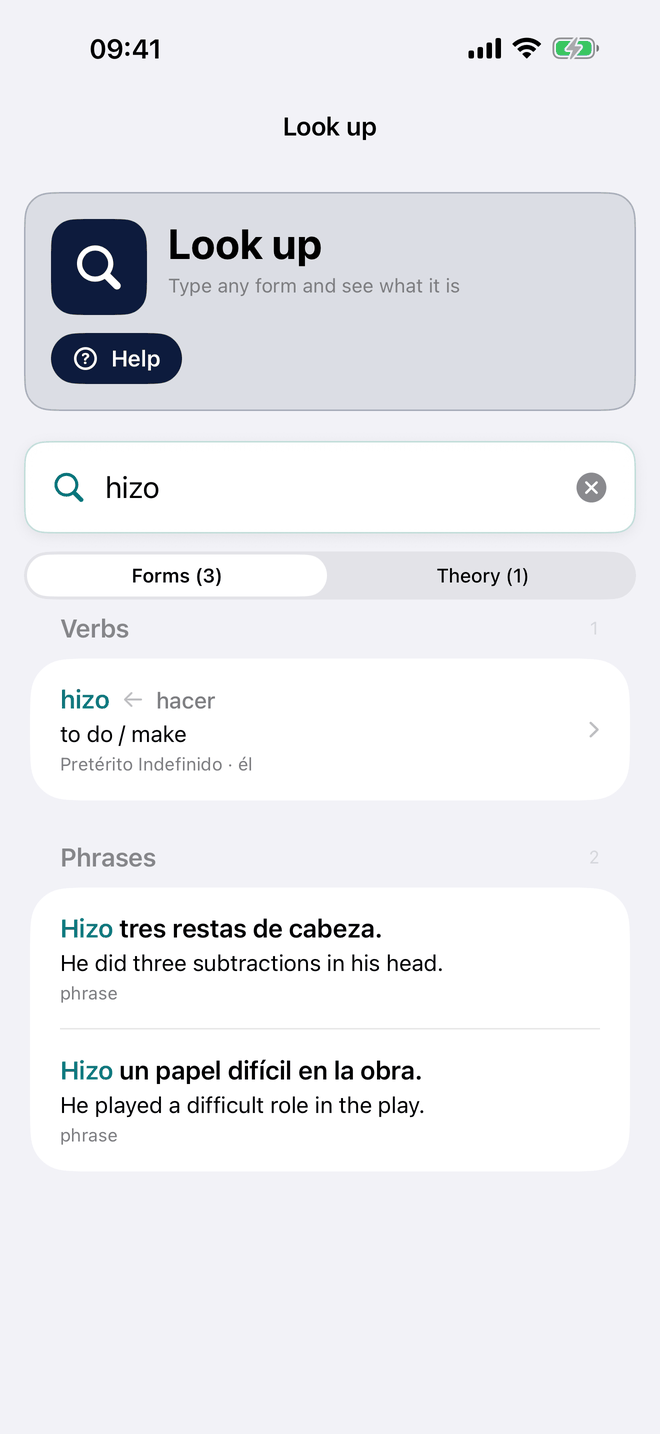 09:41
Look up
Look up
Type any form and see what it is
? Help
hizo
Forms (3)
Theory (1)
Verbs
1
hizo ← hacer
to do / make
Pretérito Indefinido · él
Phrases
2
Hizo tres restas de cabeza.
He did three subtractions in his head.
phrase
Hizo un papel difícil en la obra.
He played a difficult role in the play.
phrase